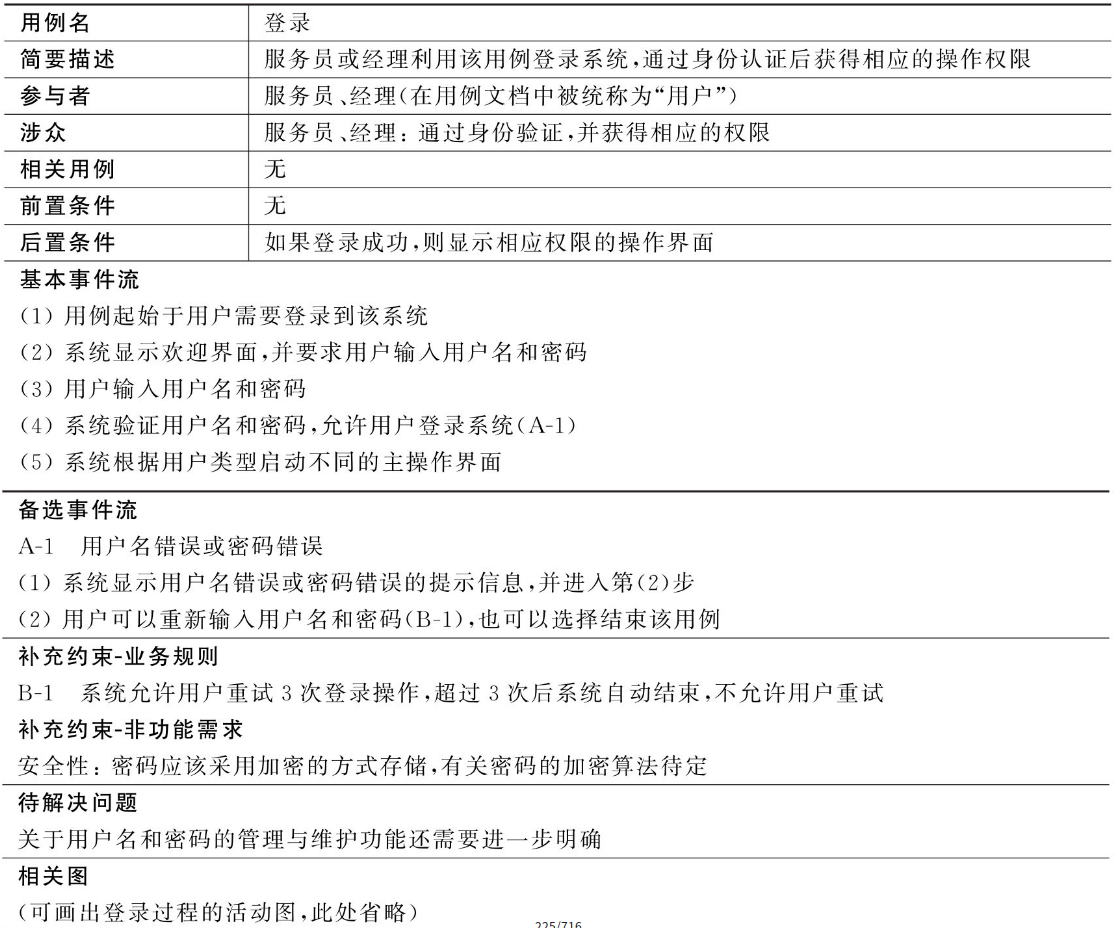 用例名 登录
简要描述 服务员或经理利用该用例登录系统,通过身份认证后获得相应的操作权限
参与者 服务员、经理(在用例文档中被统称为“用户”)
涉众 服务员、经理: 通过身份验证,并获得相应的权限
相关用例 无
前置条件 无
后置条件 如果登录成功,则显示相应权限的操作界面
基本事件流
(1) 用例起始于用户需要登录到该系统
(2) 系统显示欢迎界面,并要求用户输入用户名和密码
(3) 用户输入用户名和密码
(4) 系统验证用户名和密码,允许用户登录系统(A-1)
(5) 系统根据用户类型启动不同的主操作界面
备选事件流
A-1 用户名错误或密码错误
(1) 系统显示用户名错误或密码错误的提示信息,并进入第(2)步
(2) 用户可以重新输入用户名和密码(B-1),也可以选择结束该用例
补充约束-业务规则
B-1 系统允许用户重试 3 次登录操作,超过 3 次后系统自动结束,不允许用户重试
补充约束-非功能需求
安全性: 密码应该采用加密的方式存储,有关密码的加密算法待定
待解决问题
关于用户名和密码的管理与维护功能还需要进一步明确
相关图
(可画出登录过程的活动图,此处省略)
225/716